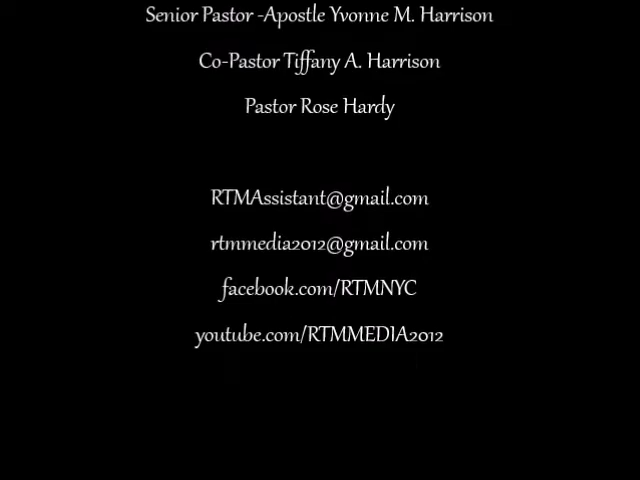 Senior Pastor -Apostle Yvonne M. Harrison
Co-Pastor Tiffany A. Harrison
Pastor Rose Hardy
RTMAssistant@gmail.com
rtmmedia2012@gmail.com
facebook.com/RTMNYC
youtube.com/RTMMEDIA2012